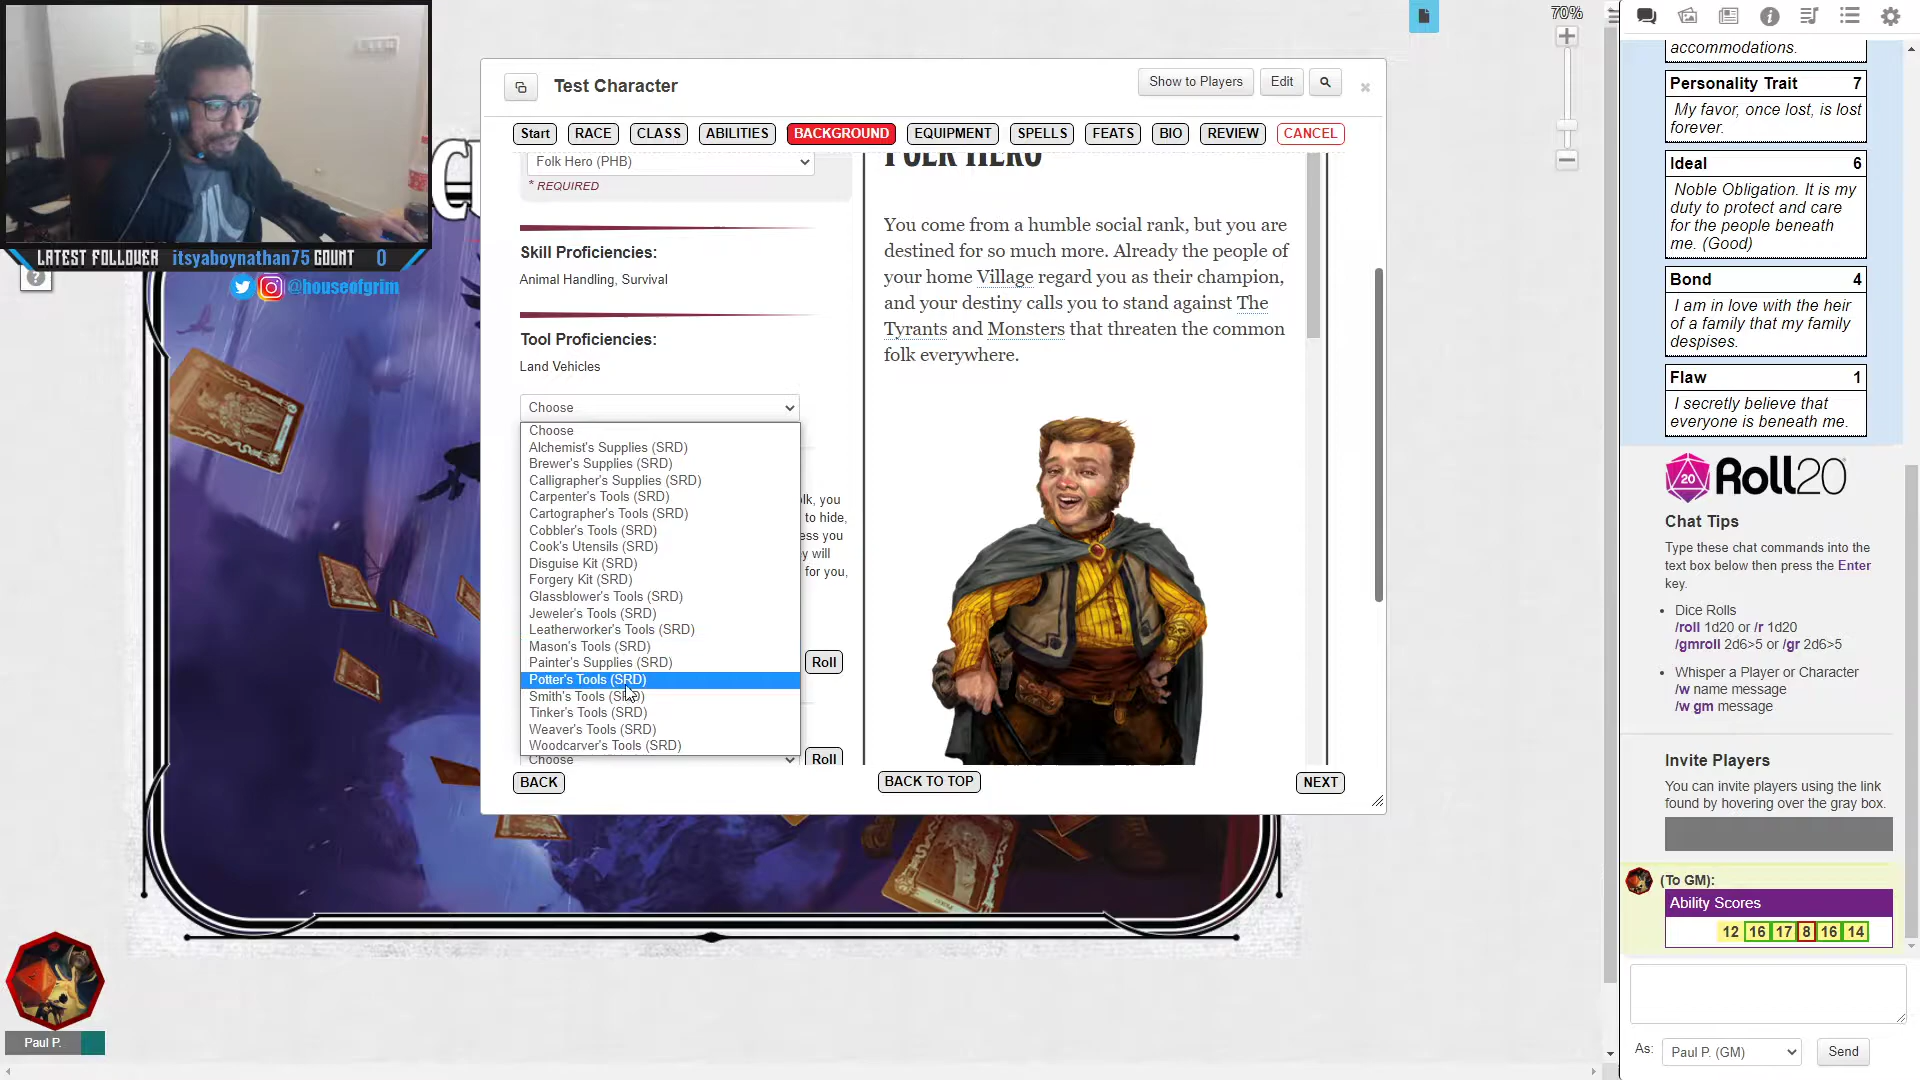 LATEST FOLLOWER itsyaboynathan75 COUNT 0
@houseofgrim
?
Test Character
Show to Players
Edit
Start
RACE
CLASS
ABILITIES
BACKGROUND
EQUIPMENT
SPELLS
FEATS
BIO
REVIEW
CANCEL
Folk Hero (PHB)
* REQUIRED
Skill Proficiencies:
Animal Handling, Survival
Tool Proficiencies:
Land Vehicles
Choose
Choose
Alchemist's Supplies (SRD)
Brewer's Supplies (SRD)
Calligrapher's Supplies (SRD)
Carpenter's Tools (SRD)
Cartographer's Tools (SRD)
Cobbler's Tools (SRD)
Cook's Utensils (SRD)
Disguise Kit (SRD)
Forgery Kit (SRD)
Glassblower's Tools (SRD)
Jeweler's Tools (SRD)
Leatherworker's Tools (SRD)
Mason's Tools (SRD)
Painter's Supplies (SRD)
Potter's Tools (SRD)
Smith's Tools (SRD)
Tinker's Tools (SRD)
Weaver's Tools (SRD)
Woodcarver's Tools (SRD)
Choose
lk, you
to hide,
ess you
y will
for you,
Roll
Roll
BACK
BACK TO TOP
NEXT
FOLK HERO
You come from a humble social rank, but you are
destined for so much more. Already the people of
your home Village regard you as their champion,
and your destiny calls you to stand against The
Tyrants and Monsters that threaten the common
folk everywhere.
70%
accommodations.
Personality Trait 7
My favor, once lost, is lost
forever.
Ideal 6
Noble Obligation. It is my
duty to protect and care
for the people beneath
me. (Good)
Bond 4
I am in love with the heir
of a family that my family
despises.
Flaw 1
I secretly believe that
everyone is beneath me.
20 Roll20
Chat Tips
Type these chat commands into the
text box below then press the Enter
key.
• Dice Rolls
/roll 1d20 or /r 1d20
/gmroll 2d6>5 or /gr 2d6>5
• Whisper a Player or Character
/w name message
/w gm message
Invite Players
You can invite players using the link
found by hovering over the gray box.
(To GM):
Ability Scores
12 16 17 8 16 14
As: Paul P. (GM)
Send
Paul P.